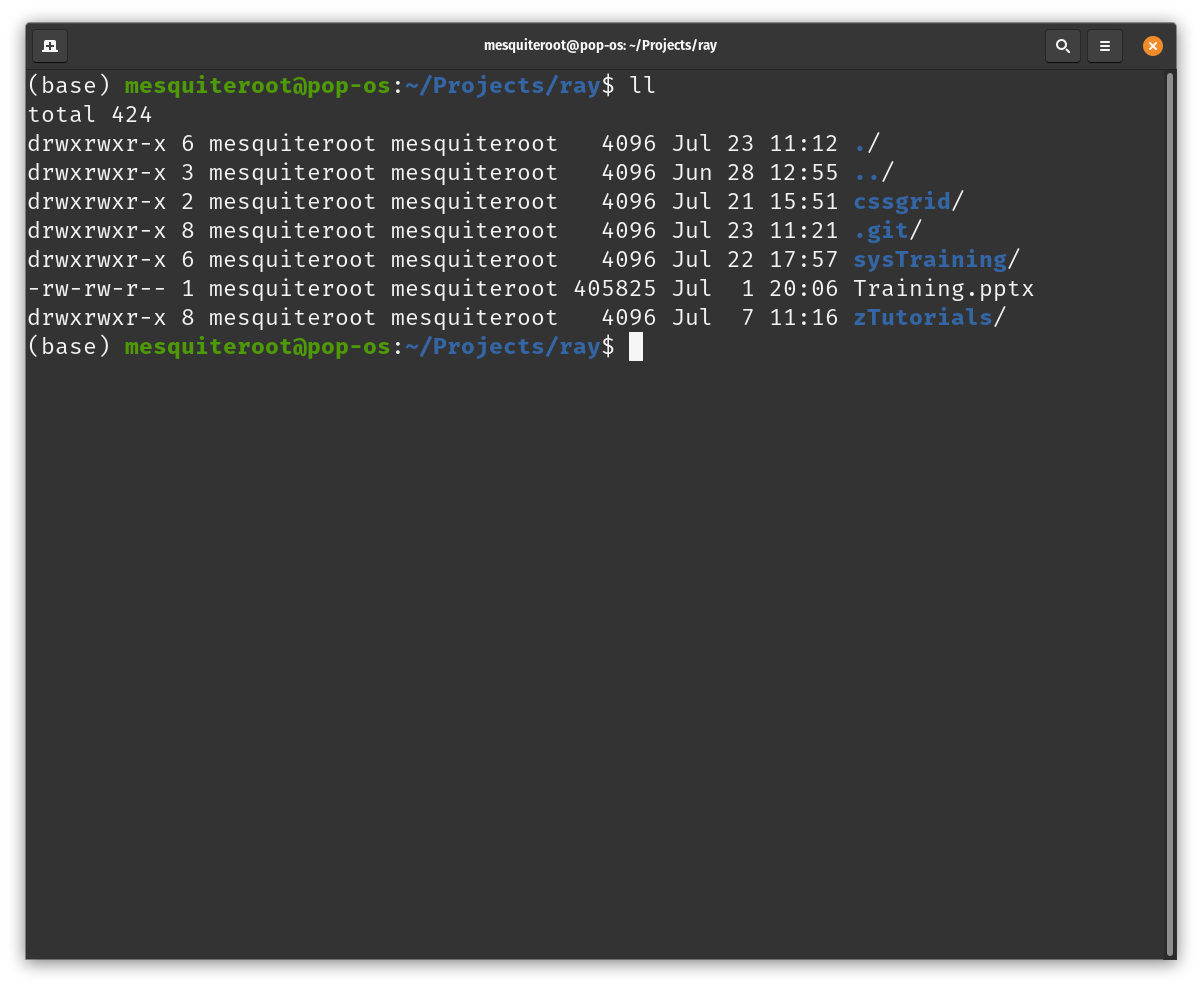 mesquiteroot@pop-os: ~/Projects/ray
(base) mesquiteroot@pop-os:~/Projects/ray$ ll
total 424
drwxrwxr-x 6 mesquiteroot mesquiteroot   4096 Jul 23 11:12 ./
drwxrwxr-x 3 mesquiteroot mesquiteroot   4096 Jun 28 12:55 ../
drwxrwxr-x 2 mesquiteroot mesquiteroot   4096 Jul 21 15:51 cssgrid/
drwxrwxr-x 8 mesquiteroot mesquiteroot   4096 Jul 23 11:21 .git/
drwxrwxr-x 6 mesquiteroot mesquiteroot   4096 Jul 22 17:57 sysTraining/
-rw-rw-r-- 1 mesquiteroot mesquiteroot 405825 Jul  1 20:06 Training.pptx
drwxrwxr-x 8 mesquiteroot mesquiteroot   4096 Jul  7 11:16 zTutorials/
(base) mesquiteroot@pop-os:~/Projects/ray$